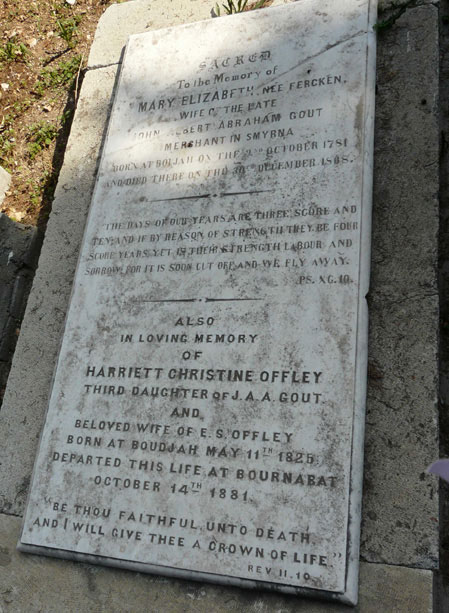 SACRED
To the Memory of
MARY ELIZABETH, NEE FERCKEN,
WIFE OF THE LATE
JOHN ALBERT ABRAHAM GOUT
MERCHANT IN SMYRNA
BORN AT BOUJAH ON THE OCTOBER 1781
AND DIED THERE ON THE DECEMBER 1868.
THE DAYS OF OUR YEARS ARE THREE SCORE AND
TEN; AND IF BY REASON OF STRENGTH THEY BE FOUR
SCORE YEARS, YET IS THEIR STRENGTH LABOUR AND
SORROW; FOR IT IS SOON CUT OFF AND WE FLY AWAY.
PS. XC. 10.
ALSO
IN LOVING MEMORY
OF
HARRIETT CHRISTINE OFFLEY
THIRD DAUGHTER OF J.A.A. GOUT
AND
BELOVED WIFE OF E.S. OFFLEY
BORN AT BOUDJAH, MAY 11TH 1825
DEPARTED THIS LIFE AT BOURNABAT
OCTOBER 14TH 1881.
"BE THOU FAITHFUL UNTO DEATH,
AND I WILL GIVE THEE A CROWN OF LIFE."
REV II. 10.